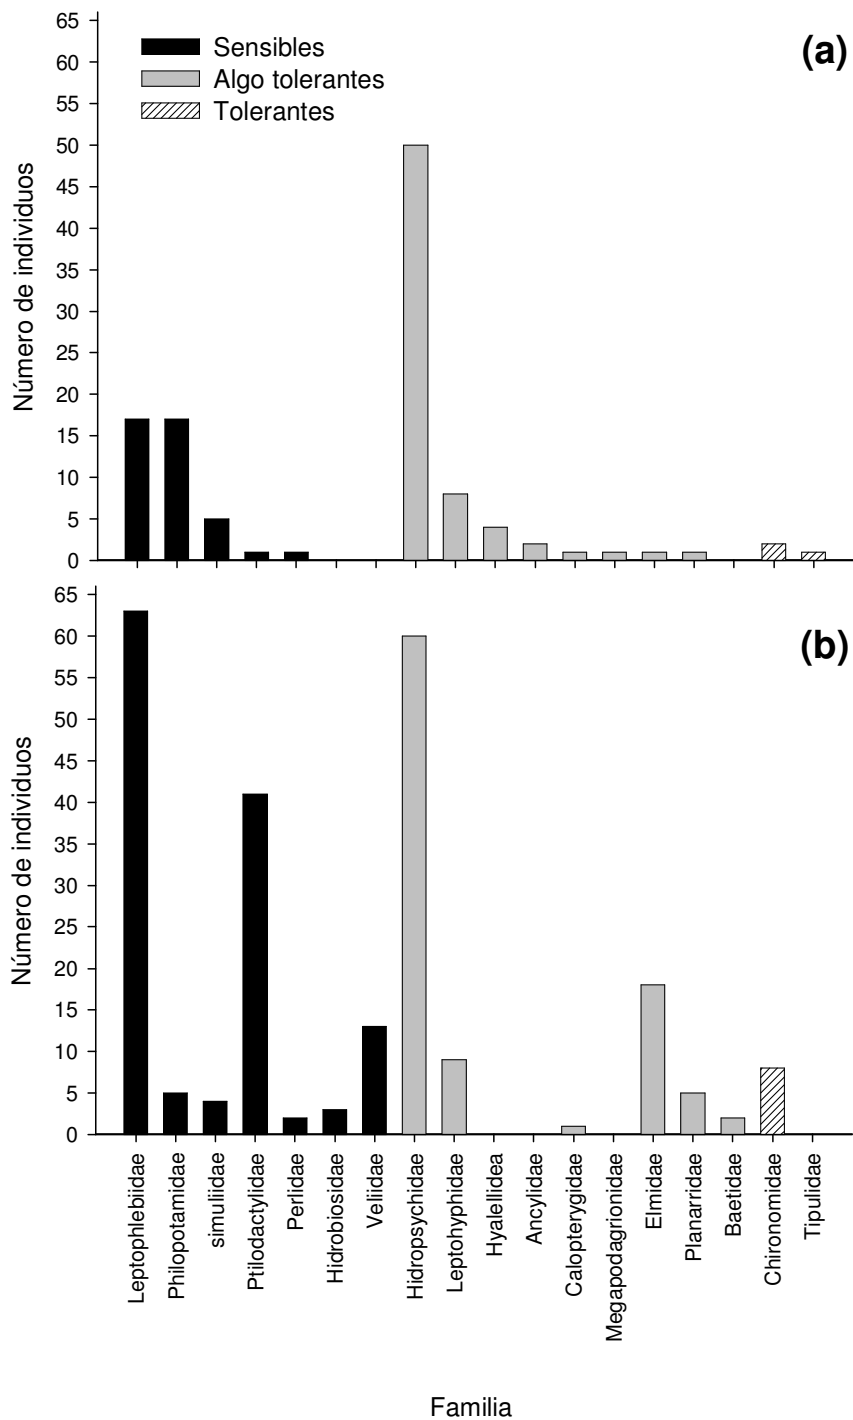 (a)
Sensibles
Algo tolerantes
Tolerantes
Número de individuos
65
60
55
50
45
40
35
30
25
20
15
10
5
0
(b)
Número de individuos
65
60
55
50
45
40
35
30
25
20
15
10
5
0
Leptophlebiidae
Philopotamidae
simuliidae
Ptilodactylidae
Perlidae
Hidrobiosidae
Veliidae
Hidropsychidae
Leptohyphidae
Hyalellidea
Ancylidae
Calopterygidae
Megapodagrionidae
Elmidae
Planarridae
Baetidae
Chironomidae
Tipulidae
Familia